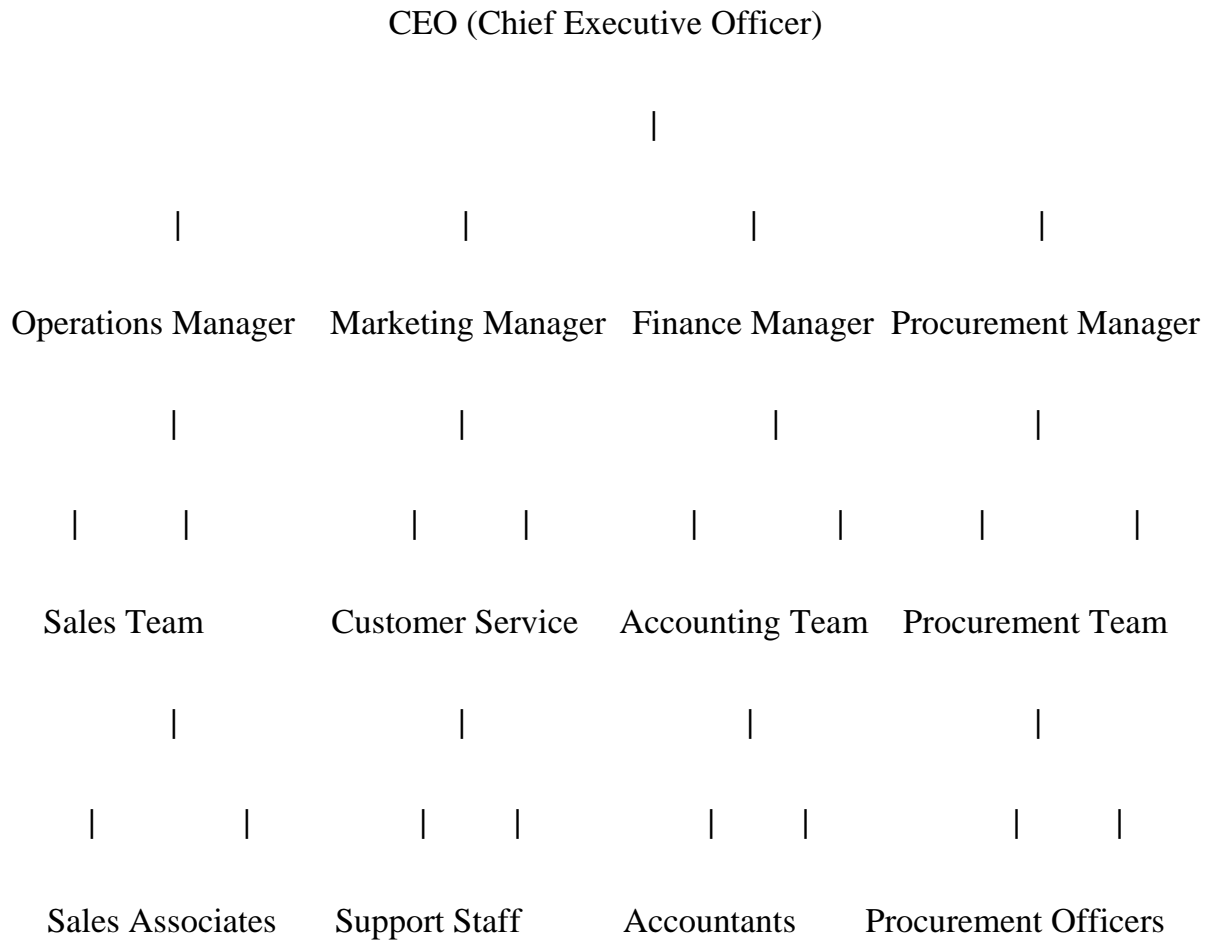 CEO (Chief Executive Officer)
|
| | | |
Operations Manager Marketing Manager Finance Manager Procurement Manager
| | | |
| | | | | | | |
Sales Team Customer Service Accounting Team Procurement Team
| | | |
| | | | | | | |
Sales Associates Support Staff Accountants Procurement Officers